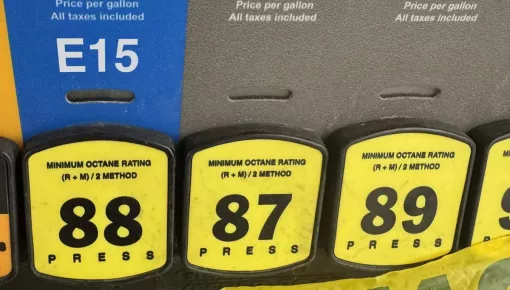 Price per gallon
All taxes included
E15
MINIMUM OCTANE RATING
(R + M) / 2 METHOD
88
PRESS
Price per gallon
All taxes included
MINIMUM OCTANE RATING
(R + M) / 2 METHOD
87
PRESS
Price per gallon
All taxes included
MINIMUM OCTANE RATING
(R + M) / 2 METHOD
89
PRESS